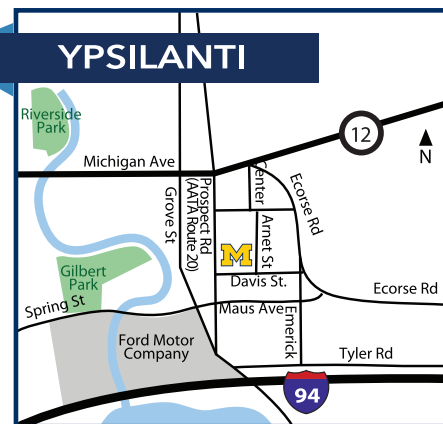 YPSILANTI
Riverside
Park
12
N
Michigan Ave
Center
Ecorse Rd
Grove St
Prospect Rd
(AATA Route 20)
Arnet St
M
Gilbert
Park
Davis St.
Ecorse Rd
Spring St
Maus Ave
Emerick
Ford Motor
Company
Tyler Rd
94